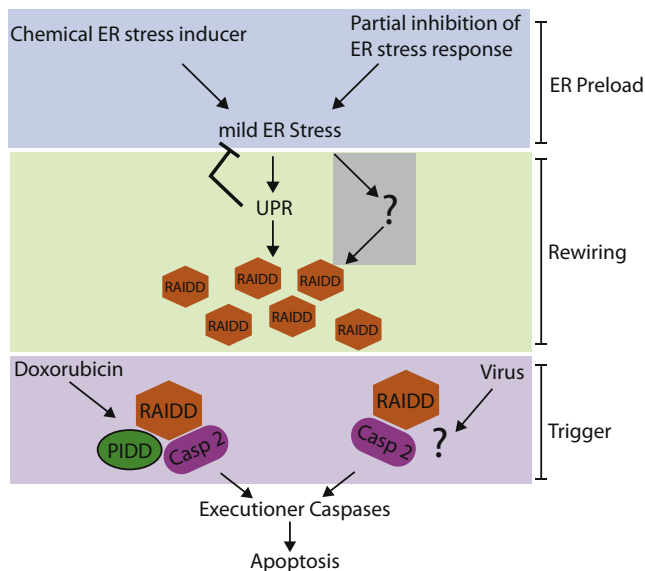 Chemical ER stress inducer
Partial inhibition of
ER stress response
mild ER Stress
ER Preload
UPR
?
Rewiring
RAIDD
RAIDD
RAIDD
RAIDD
RAIDD
RAIDD
Doxorubicin
Virus
RAIDD
RAIDD
PIDD
Casp 2
Casp 2
?
Trigger
Executioner Caspases
Apoptosis